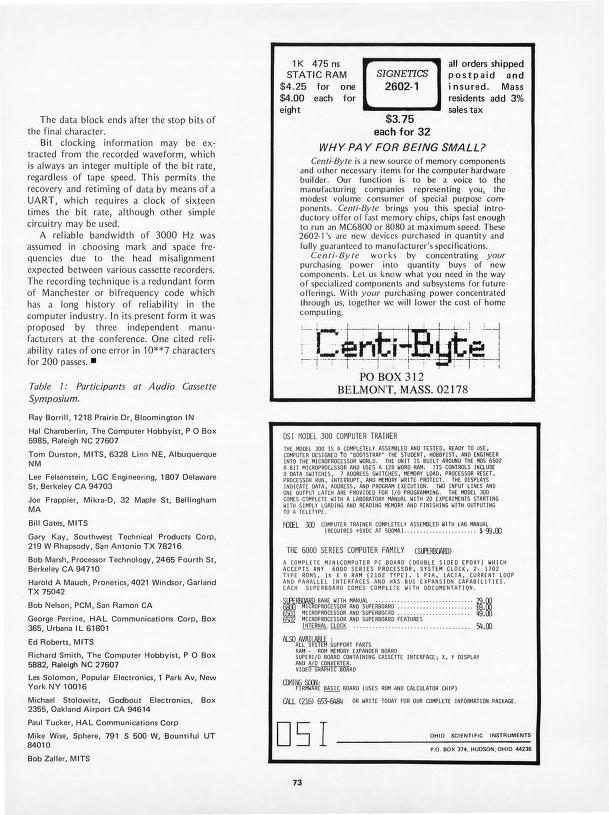 The data block ends after the stop bits of
the final character.
Bit clocking information may be ex-
tracted from the recorded waveform, which
is always an integer multiple of the bit rate,
regardless of tape speed. This permits the
recovery and retiming of data by means of a
UART, which requires a clock of sixteen
times the bit rate, although other simple
circuitry may be used.
A reliable bandwidth of 3000 Hz was
assumed in choosing mark and space fre-
quencies due to the head misalignment
expected between various cassette recorders.
The recording technique is a redundant form
of Manchester or bifrequency code which
has a long history of reliability in the
computer industry. In its present form it was
proposed by three independent manu-
facturers at the conference. One cited reli-
ability rates of one error in 10**7 characters
for 200 passes. ■
Table 1: Participants at Audio Cassette
Symposium.
Ray Borrill, 1218 Prairie Dr, Bloomington IN
Hal Chamberlin, The Computer Hobbyist, P O Box
5985, Raleigh NC 27607
Tom Durston, MITS, 6328 Linn NE, Albuquerque
NM
Lee Felsenstein, LGC Engineering, 1807 Delaware
St, Berkeley CA 94703
Joe Frappier, Mikra-D, 32 Maple St, Bellingham
MA
Bill Gates, MITS
Gary Kay, Southwest Technical Products Corp,
219 W Rhapsody, San Antonio TX 78216
Bob Marsh, Processor Technology, 2465 Fourth St,
Berkeley CA 94710
Harold A Mauch, Pronetics, 4021 Windsor, Garland
TX 75042
Bob Nelson, PCM, San Ramon CA
George Perrine, HAL Communications Corp, Box
365, Urbana IL 61801
Ed Roberts, MITS
Richard Smith, The Computer Hobbyist, P O Box
5882, Raleigh NC 27607
Les Solomon, Popular Electronics, 1 Park Av, New
York NY 10016
Michael Stolowitz, Godbout Electronics, Box
2355, Oakland Airport CA 94614
Paul Tucker, HAL Communications Corp
Mike Wise, Sphere, 791 S 500 W, Bountiful UT
84010
Bob Zaller, MITS
1K 475 ns
STATIC RAM
$4.25 for one
$4.00 each for
eight
SIGNETICS
2602-1
$3.75
each for 32
all orders shipped
postpaid and
insured. Mass
residents add 3%
sales tax
WHY PAY FOR BEING SMALL?
Centi-Byte is a new source of memory components
and other necessary items for the computer hardware
builder. Our function is to be a voice to the
manufacturing companies representing you, the
modest volume consumer of special purpose com-
ponents. Centi-Byte brings you this special intro-
ductory offer of fast memory chips, chips fast enough
to run an MC6800 or 8080 at maximum speed. These
2602-1's are new devices purchased in quantity and
fully guaranteed to manufacturer's specifications.
Centi-Byte works by concentrating your
purchasing power into quantity buys of new
components. Let us know what you need in the way
of specialized components and subsystems for future
offerings. With your purchasing power concentrated
through us, together we will lower the cost of home
computing.
Centi-Byte
PO BOX 312
BELMONT, MASS. 02178
OSI MODEL 300 COMPUTER TRAINER
THE MODEL 300 IS A COMPLETELY ASSEMBLED AND TESTED, READY TO USE,
COMPUTER DESIGNED TO "BOOTSTRAP" THE STUDENT, HOBBYIST, AND ENGINEER
INTO THE MICROPROCESSOR WORLD. THE UNIT IS BUILT AROUND THE MOS 6502
8 BIT MICROPROCESSOR AND USES A 128 WORD RAM. ITS CONTROLS INCLUDE
8 DATA SWITCHES, 7 ADDRESS SWITCHES, MEMORY LOAD, PROCESSOR RESET,
PROCESSOR RUN, INTERRUPT, AND MEMORY WRITE PROTECT. THE DISPLAYS
INDICATE DATA, ADDRESS, AND PROGRAM EXECUTION. TWO INPUT LINES AND
ONE OUTPUT LATCH ARE PROVIDED FOR I/O PROGRAMMING. THE MODEL 300
COMES COMPLETE WITH A LABORATORY MANUAL WITH 20 EXPERIMENTS STARTING
WITH SIMPLY LOADING AND READING MEMORY AND FINISHING WITH OUTPUTING
TO A TELETYPE.
MODEL 300 COMPUTER TRAINER COMPLETELY ASSEMBLED WITH LAB MANUAL
(REQUIRES +5VDC AT 500MA)..................... $ 99.00
THE 6000 SERIES COMPUTER FAMILY (SUPERBOARD)
A COMPLETE MINICOMPUTER PC BOARD (DOUBLE SIDED EPOXY) WHICH
ACCEPTS ANY 6000 SERIES PROCESSOR, SYSTEM CLOCK, 2- 1702
TYPE ROMS, 1K X 8 RAM (2102 TYPE), 1 PIA, 1ACIA, CURRENT LOOP
AND PARALLEL INTERFACES AND HAS BUS EXPANSION CAPABILITIES.
EACH SUPERBOARD COMES COMPLETE WITH DOCUMENTATION.
SUPERBOARD BARE WITH MANUAL .......................... 29.00
6800 MICROPROCESSOR AND SUPERBOARD ..................... 69.00
6501 MICROPROCESSOR AND SUPERBOARD ..................... 49.00
6502 MICROPROCESSOR AND SUPERBOARD FEATURES
INTERNAL CLOCK ............................... 54.00
ALSO AVAILABLE :
ALL SYSTEM SUPPORT PARTS
RAM - ROM MEMORY EXPANDER BOARD
SUPERI/O BOARD CONTAINING CASSETTE INTERFACE; X, Y DISPLAY
AND A/D CONVERTER.
VIDEO GRAPHIC BOARD
COMING SOON:
FIRMWARE BASIC BOARD (USES ROM AND CALCULATOR CHIP)
CALL (216) 653-6484 OR WRITE TODAY FOR OUR COMPLETE INFORMATION PACKAGE.
OSI
OHIO SCIENTIFIC INSTRUMENTS
P.O. BOX 374, HUDSON, OHIO 44236
73